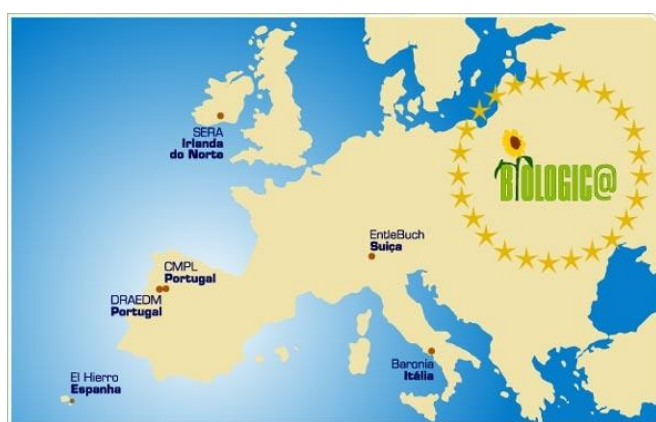 SERA
Irlanda
do Norte
BIOLOGIC@
EntleBuch
Suiça
CMPL
Portugal
DRAEDM
Portugal
Baronia
Itália
El Hierro
Espanha